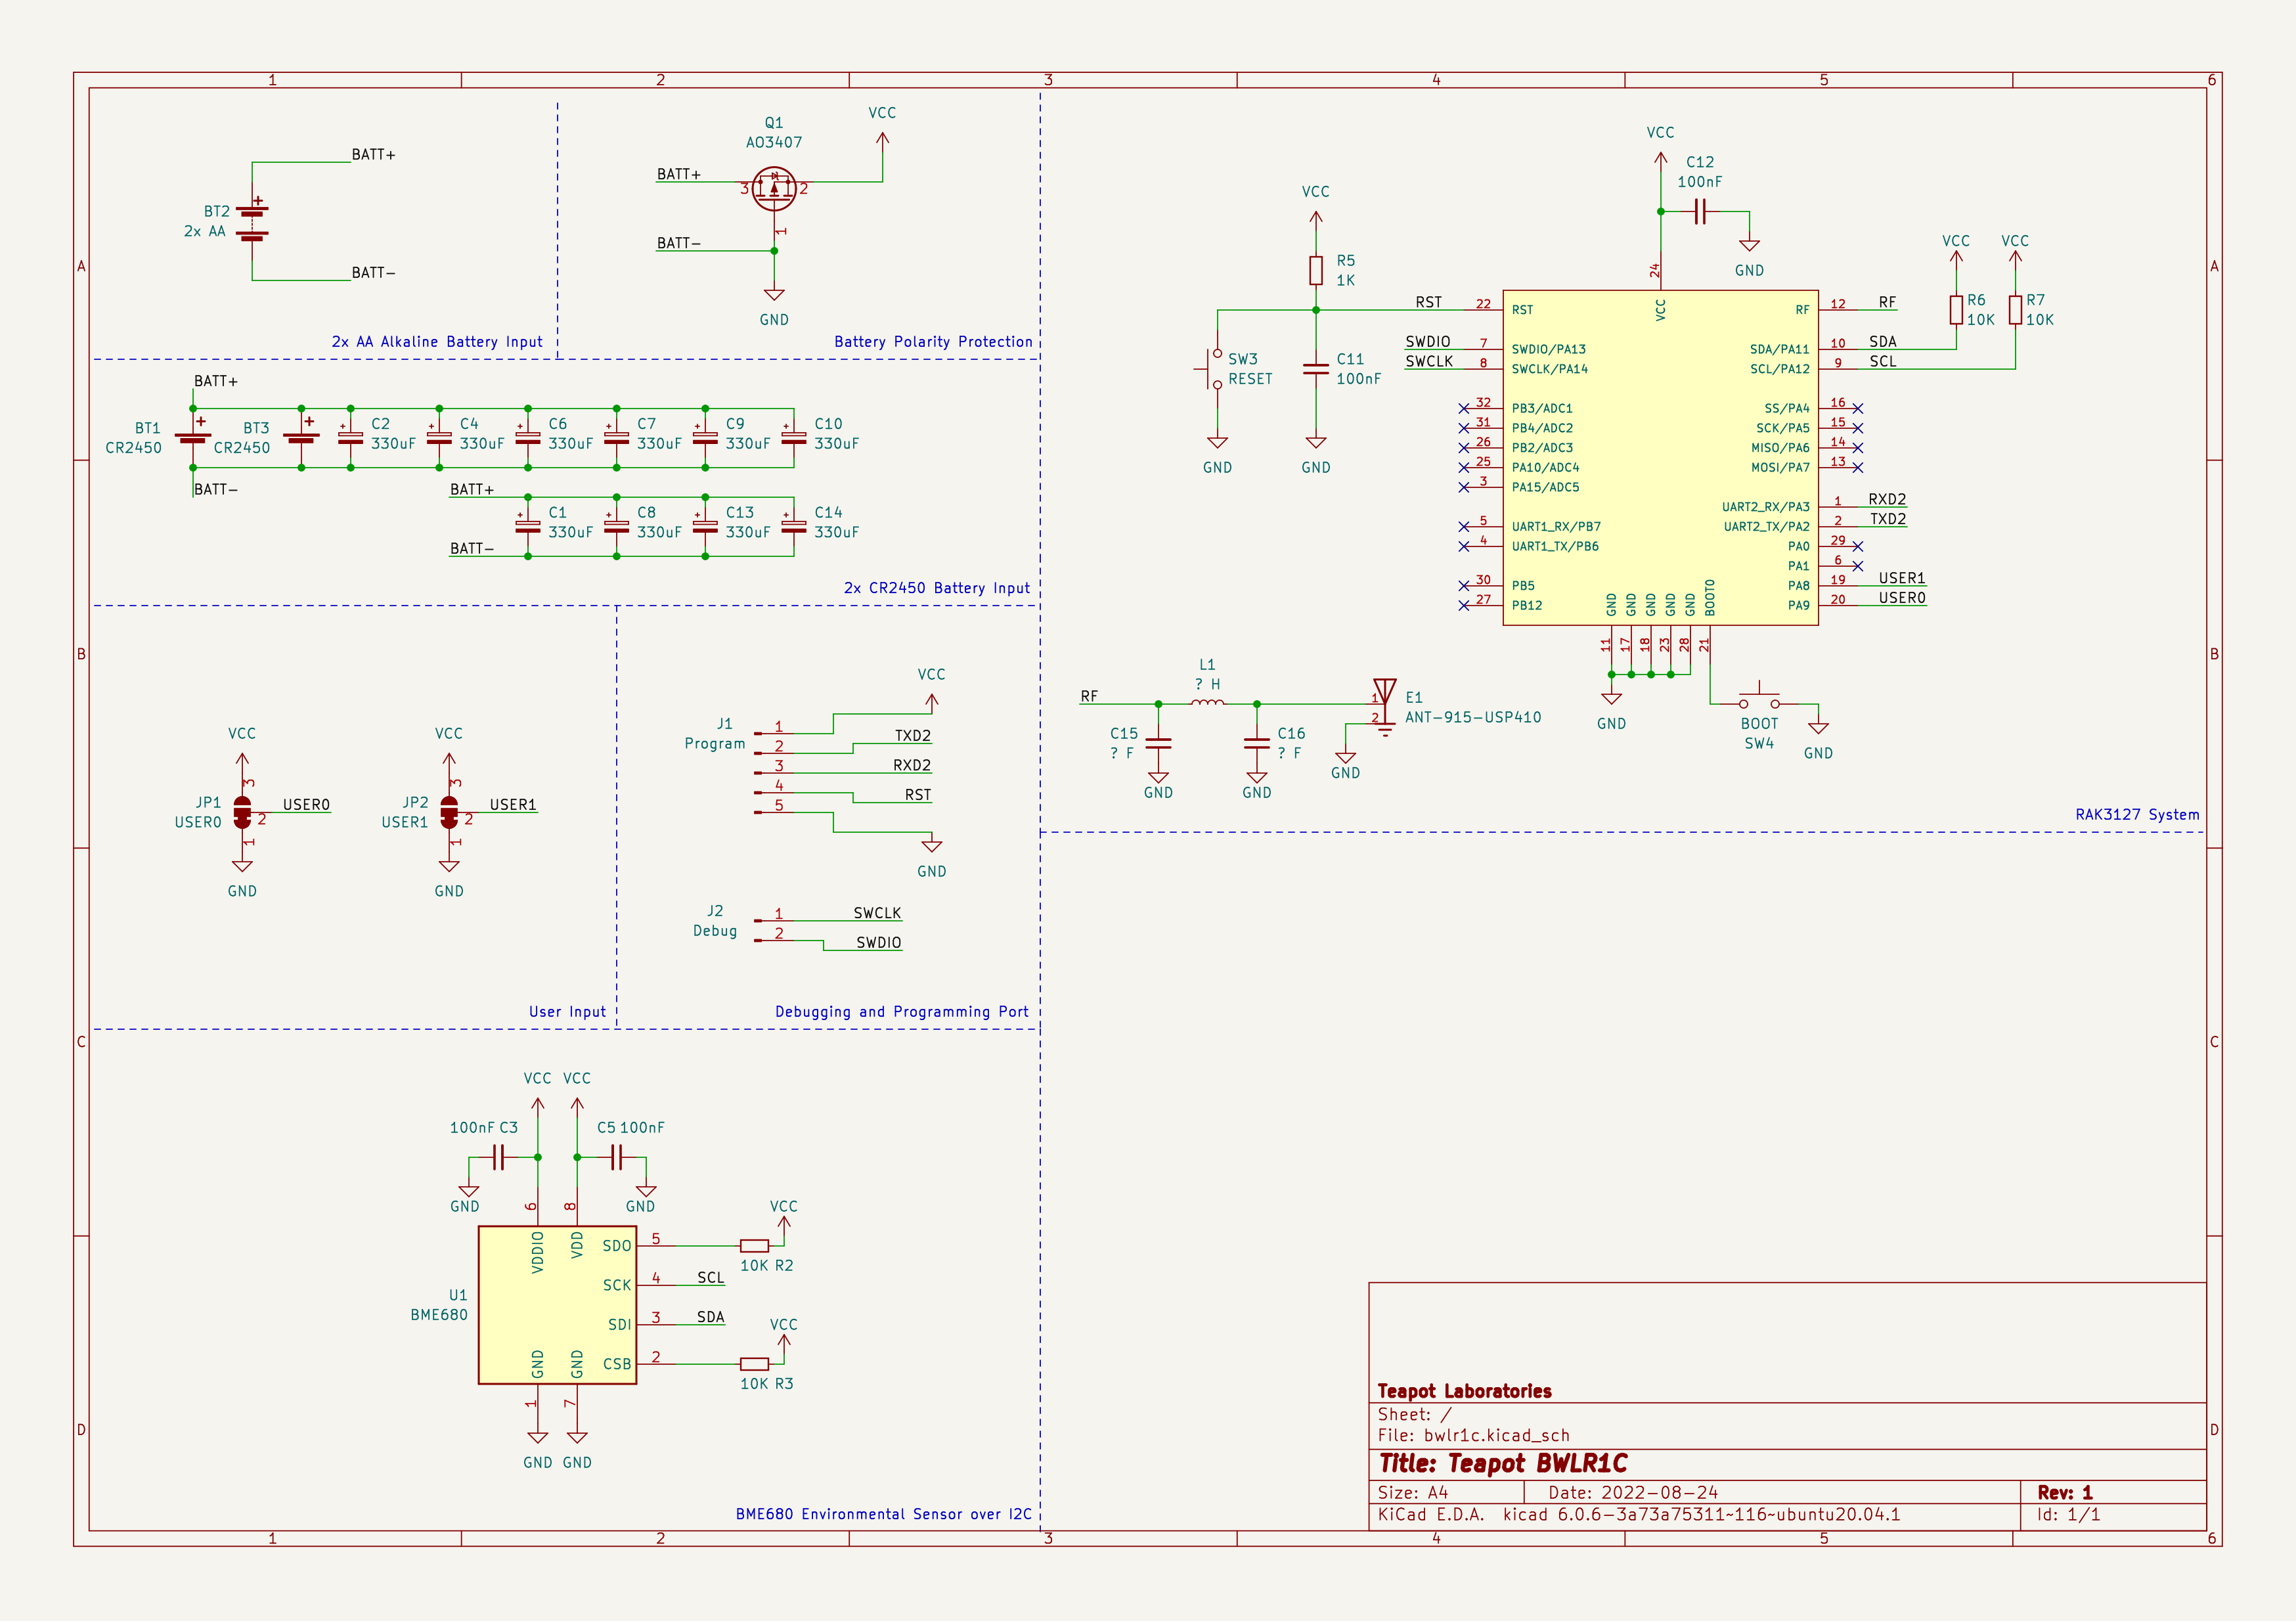 1 2 3 4 5 6
A
B
C
D
A
B
C
D
1 2 3 4 5 6
BATT+
BT2
2x AA
BATT-
2x AA Alkaline Battery Input
Q1
AO3407
VCC
BATT+
3
2
1
BATT-
GND
Battery Polarity Protection
BATT+
BT1
CR2450
BT3
CR2450
C2
330uF
C4
330uF
C6
330uF
C7
330uF
C9
330uF
C10
330uF
BATT-
BATT+
C1
330uF
C8
330uF
C13
330uF
C14
330uF
BATT-
2x CR2450 Battery Input
VCC
3
JP1
USER0
2
USER0
1
GND
VCC
3
JP2
USER1
2
USER1
1
GND
User Input
VCC
J1
Program
1
2
3
4
5
TXD2
RXD2
RST
GND
J2
Debug
1
2
SWCLK
SWDIO
Debugging and Programming Port
VCC
VCC
100nF C3
C5 100nF
GND
GND
6
8
VDDIO
VDD
U1
BME680
SDO
5
SCK
4
SDI
3
CSB
2
VCC
10K R2
SCL
SDA
VCC
10K R3
GND
GND
1
7
GND
GND
BME680 Environmental Sensor over I2C
VCC
C12
100nF
GND
VCC
R5
1K
RST
SW3
RESET
C11
100nF
GND
GND
SWDIO
SWCLK
24
VCC
22 RST
7 SWDIO/PA13
8 SWCLK/PA14
32 PB3/ADC1
31 PB4/ADC2
26 PB2/ADC3
25 PA10/ADC4
3 PA15/ADC5
5 UART1_RX/PB7
4 UART1_TX/PB6
30 PB5
27 PB12
RF 12 RF
SDA/PA11 10 SDA
SCL/PA12 9 SCL
SS/PA4 16
SCK/PA5 15
MISO/PA6 14
MOSI/PA7 13
UART2_RX/PA3 1 RXD2
UART2_TX/PA2 2 TXD2
PA0 29
PA1 6
PA8 19 USER1
PA9 20 USER0
GND GND GND GND GND BOOT0
11 17 18 23 28 21
GND
BOOT
SW4
GND
VCC
VCC
R6
10K
R7
10K
RF
L1
? H
C15
? F
C16
? F
GND
GND
GND
1
2
E1
ANT-915-USP410
RAK3127 System
Teapot Laboratories
Sheet: /
File: bwlr1c.kicad_sch
Title: Teapot BWLR1C
Size: A4 Date: 2022-08-24 Rev: 1
KiCad E.D.A. kicad 6.0.6-3a73a75311~116~ubuntu20.04.1 Id: 1/1